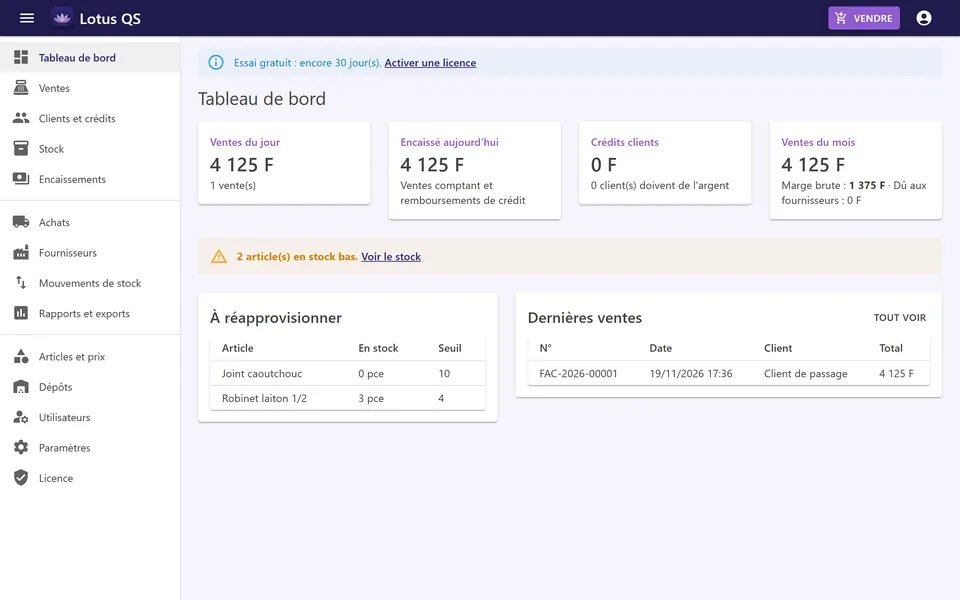 Lotus QS
VENDRE
Tableau de bord
Ventes
Clients et crédits
Stock
Encaissements
Achats
Fournisseurs
Mouvements de stock
Rapports et exports
Articles et prix
Dépôts
Utilisateurs
Paramètres
Licence
Essai gratuit : encore 30 jour(s). Activer une licence
Tableau de bord
Ventes du jour
4 125 F
1 vente(s)
Encaissé aujourd'hui
4 125 F
Ventes comptant et
remboursements de crédit
Crédits clients
0 F
0 client(s) doivent de l'argent
Ventes du mois
4 125 F
Marge brute : 1 375 F · Dû aux
fournisseurs : 0 F
2 article(s) en stock bas. Voir le stock
À réapprovisionner
Article En stock Seuil
Joint caoutchouc 0 pce 10
Robinet laiton 1/2 3 pce 4
Dernières ventes
TOUT VOIR
N° Date Client Total
FAC-2026-00001 19/11/2026 17:36 Client de passage 4 125 F